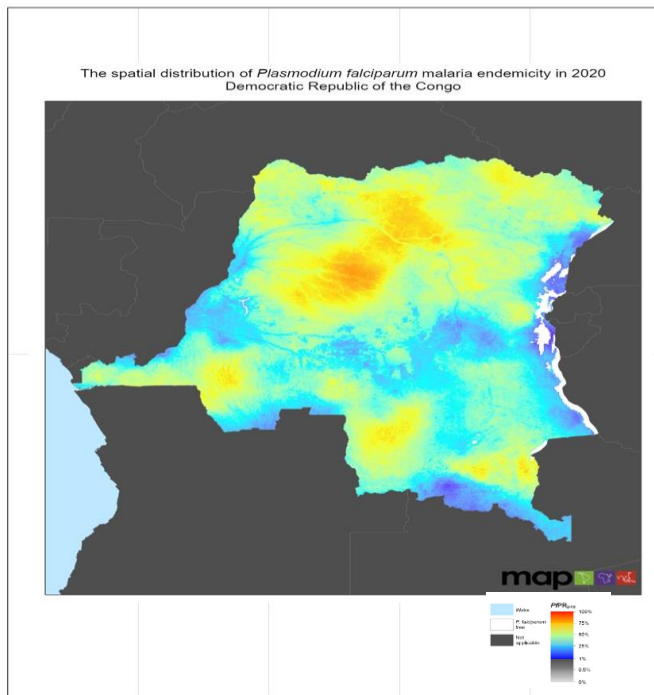 The spatial distribution of Plasmodium falciparum malaria endemicity in 2020
Democratic Republic of the Congo
map
Water
P. falciparum
free
Not
applicable
100%
75%
50%
25%
1%
0.5%
0%